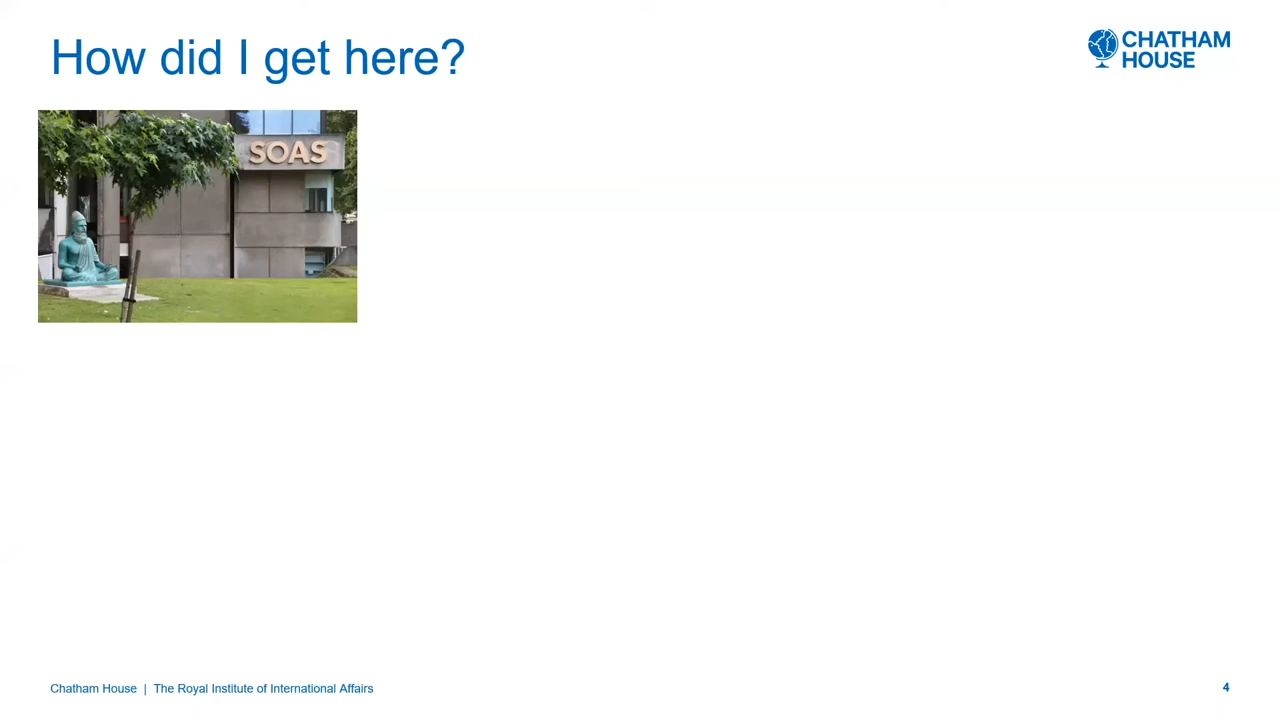 How did I get here?
CHATHAM
HOUSE
SOAS
Chatham House | The Royal Institute of International Affairs
4